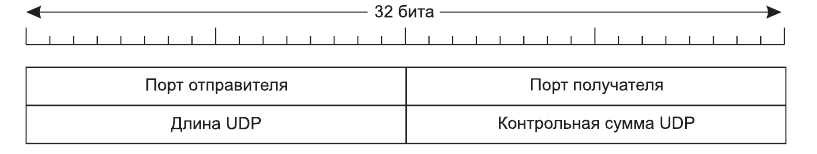 32 бита
Порт отправителя
Порт получателя
Длина UDP
Контрольная сумма UDP